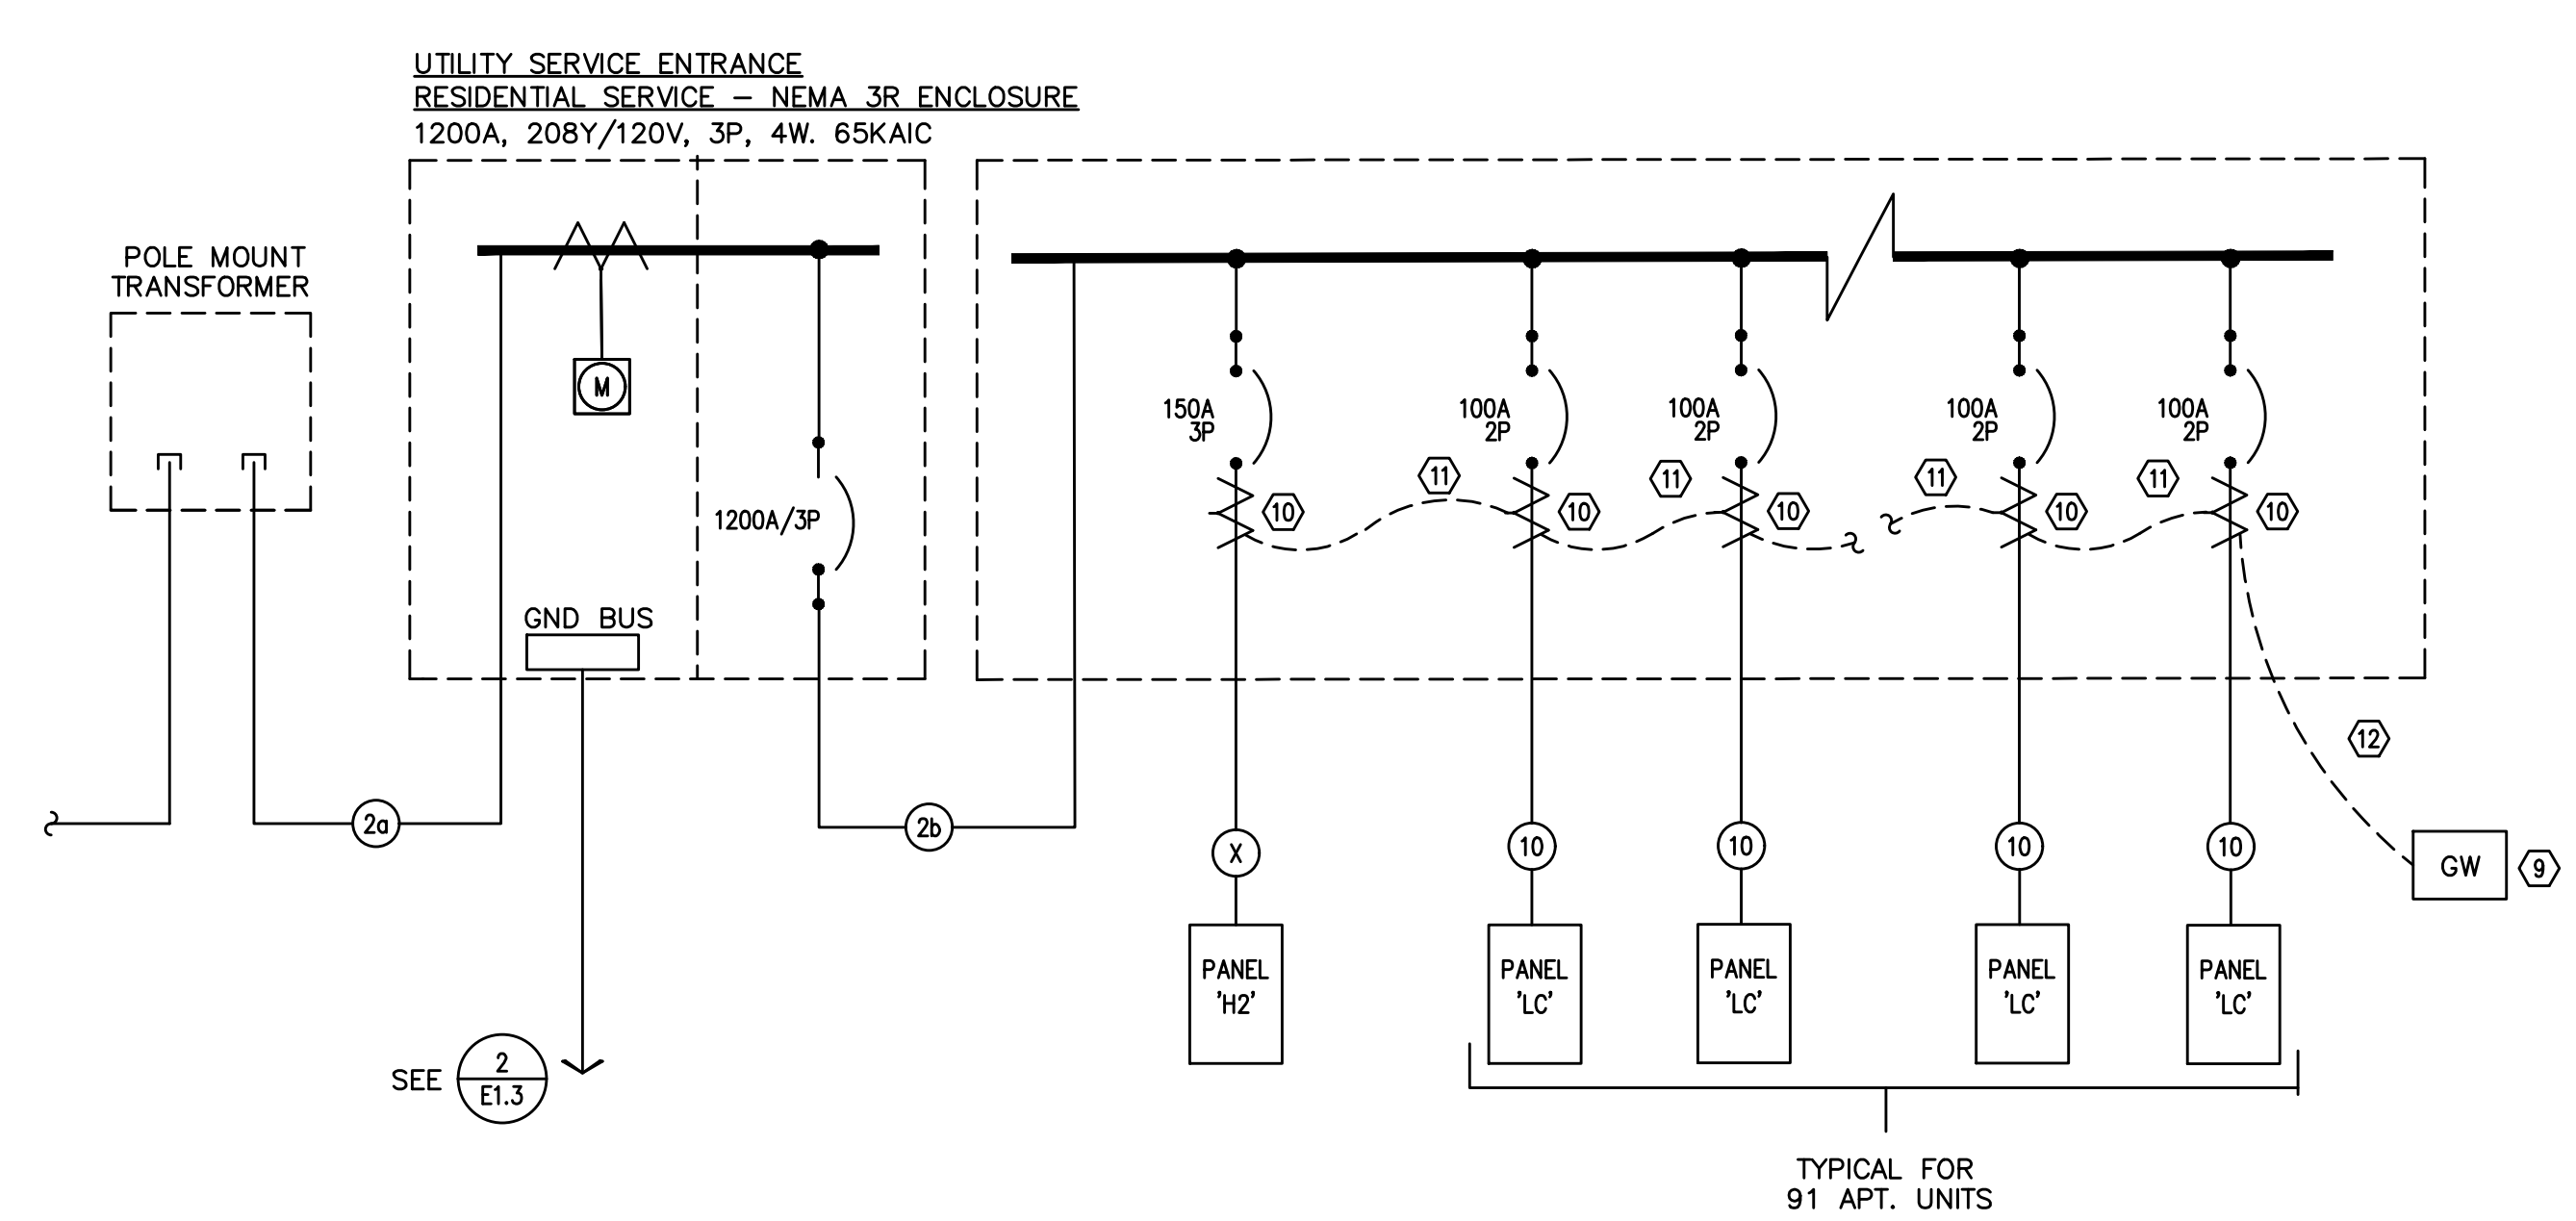 UTILITY SERVICE ENTRANCE
RESIDENTIAL SERVICE – NEMA 3R ENCLOSURE
1200A, 208Y/120V, 3P, 4W. 65KAIC
POLE MOUNT
TRANSFORMER
M
1200A/3P
GND BUS
2a
2b
SEE
2
E1.3
150A
3P
100A
2P
100A
2P
100A
2P
100A
2P
11
11
11
11
10
10
10
10
10
12
X
10
10
10
10
GW
9
PANEL
'H2'
PANEL
'LC'
PANEL
'LC'
PANEL
'LC'
PANEL
'LC'
TYPICAL FOR
91 APT. UNITS